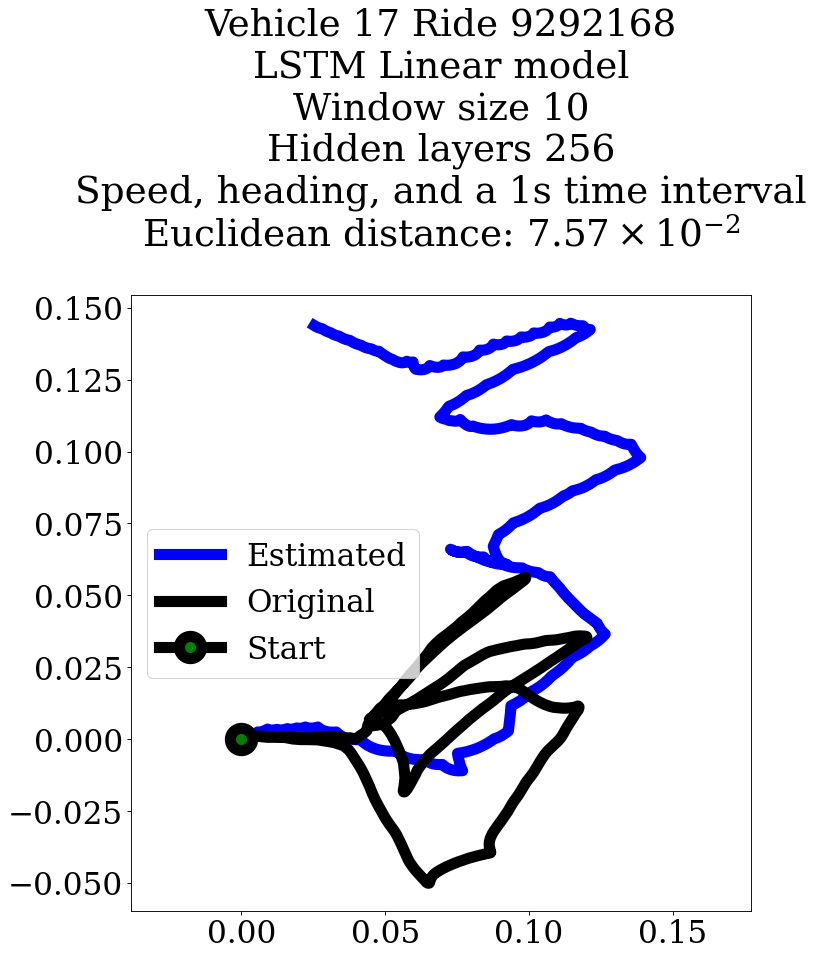 Vehicle 17 Ride 9292168
LSTM Linear model
Window size 10
Hidden layers 256
Speed, heading, and a 1s time interval
Euclidean distance: 7.57 × 10⁻²
0.150
0.125
0.100
0.075
0.050
0.025
0.000
−0.025
−0.050
Estimated
Original
Start
0.00 0.05 0.10 0.15